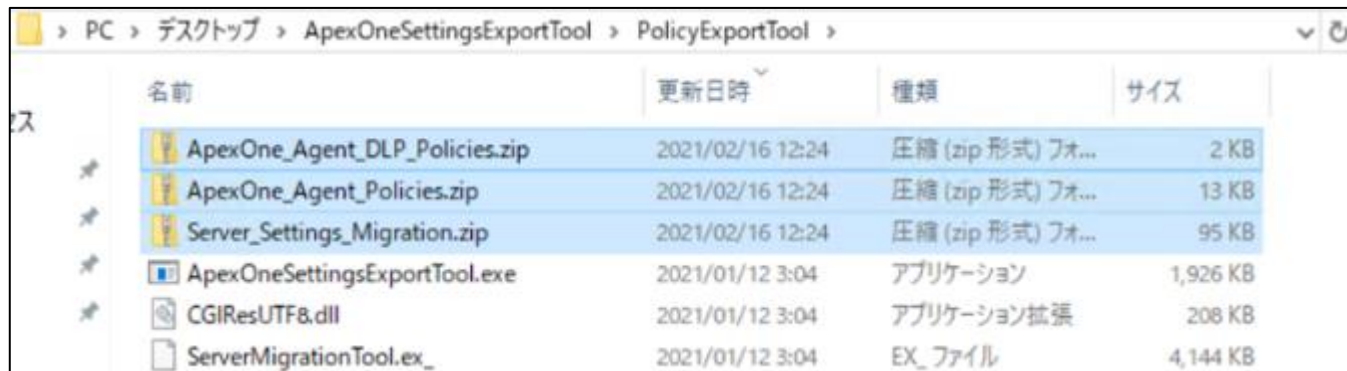 > PC > デスクトップ > ApexOneSettingsExportTool > PolicyExportTool >
名前 更新日時 種類 サイズ
セス
ApexOne_Agent_DLP_Policies.zip 2021/02/16 12:24 圧縮 (zip 形式) フォ... 2 KB
ApexOne_Agent_Policies.zip 2021/02/16 12:24 圧縮 (zip 形式) フォ... 13 KB
Server_Settings_Migration.zip 2021/02/16 12:24 圧縮 (zip 形式) フォ... 95 KB
ApexOneSettingsExportTool.exe 2021/01/12 3:04 アプリケーション 1,926 KB
CGIResUTF8.dll 2021/01/12 3:04 アプリケーション拡張 208 KB
ServerMigrationTool.ex_ 2021/01/12 3:04 EX_ ファイル 4,144 KB